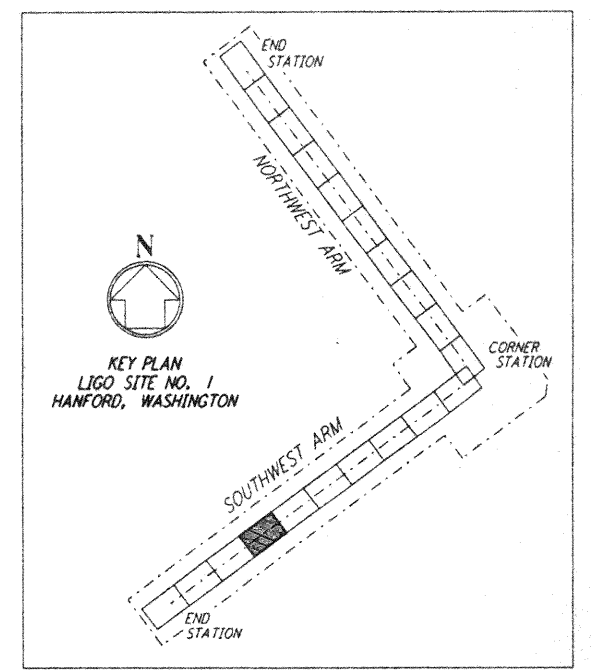 END
STATION
NORTHWEST ARM
N
KEY PLAN
LIGO SITE NO. 1
HANFORD, WASHINGTON
CORNER
STATION
SOUTHWEST ARM
END
STATION